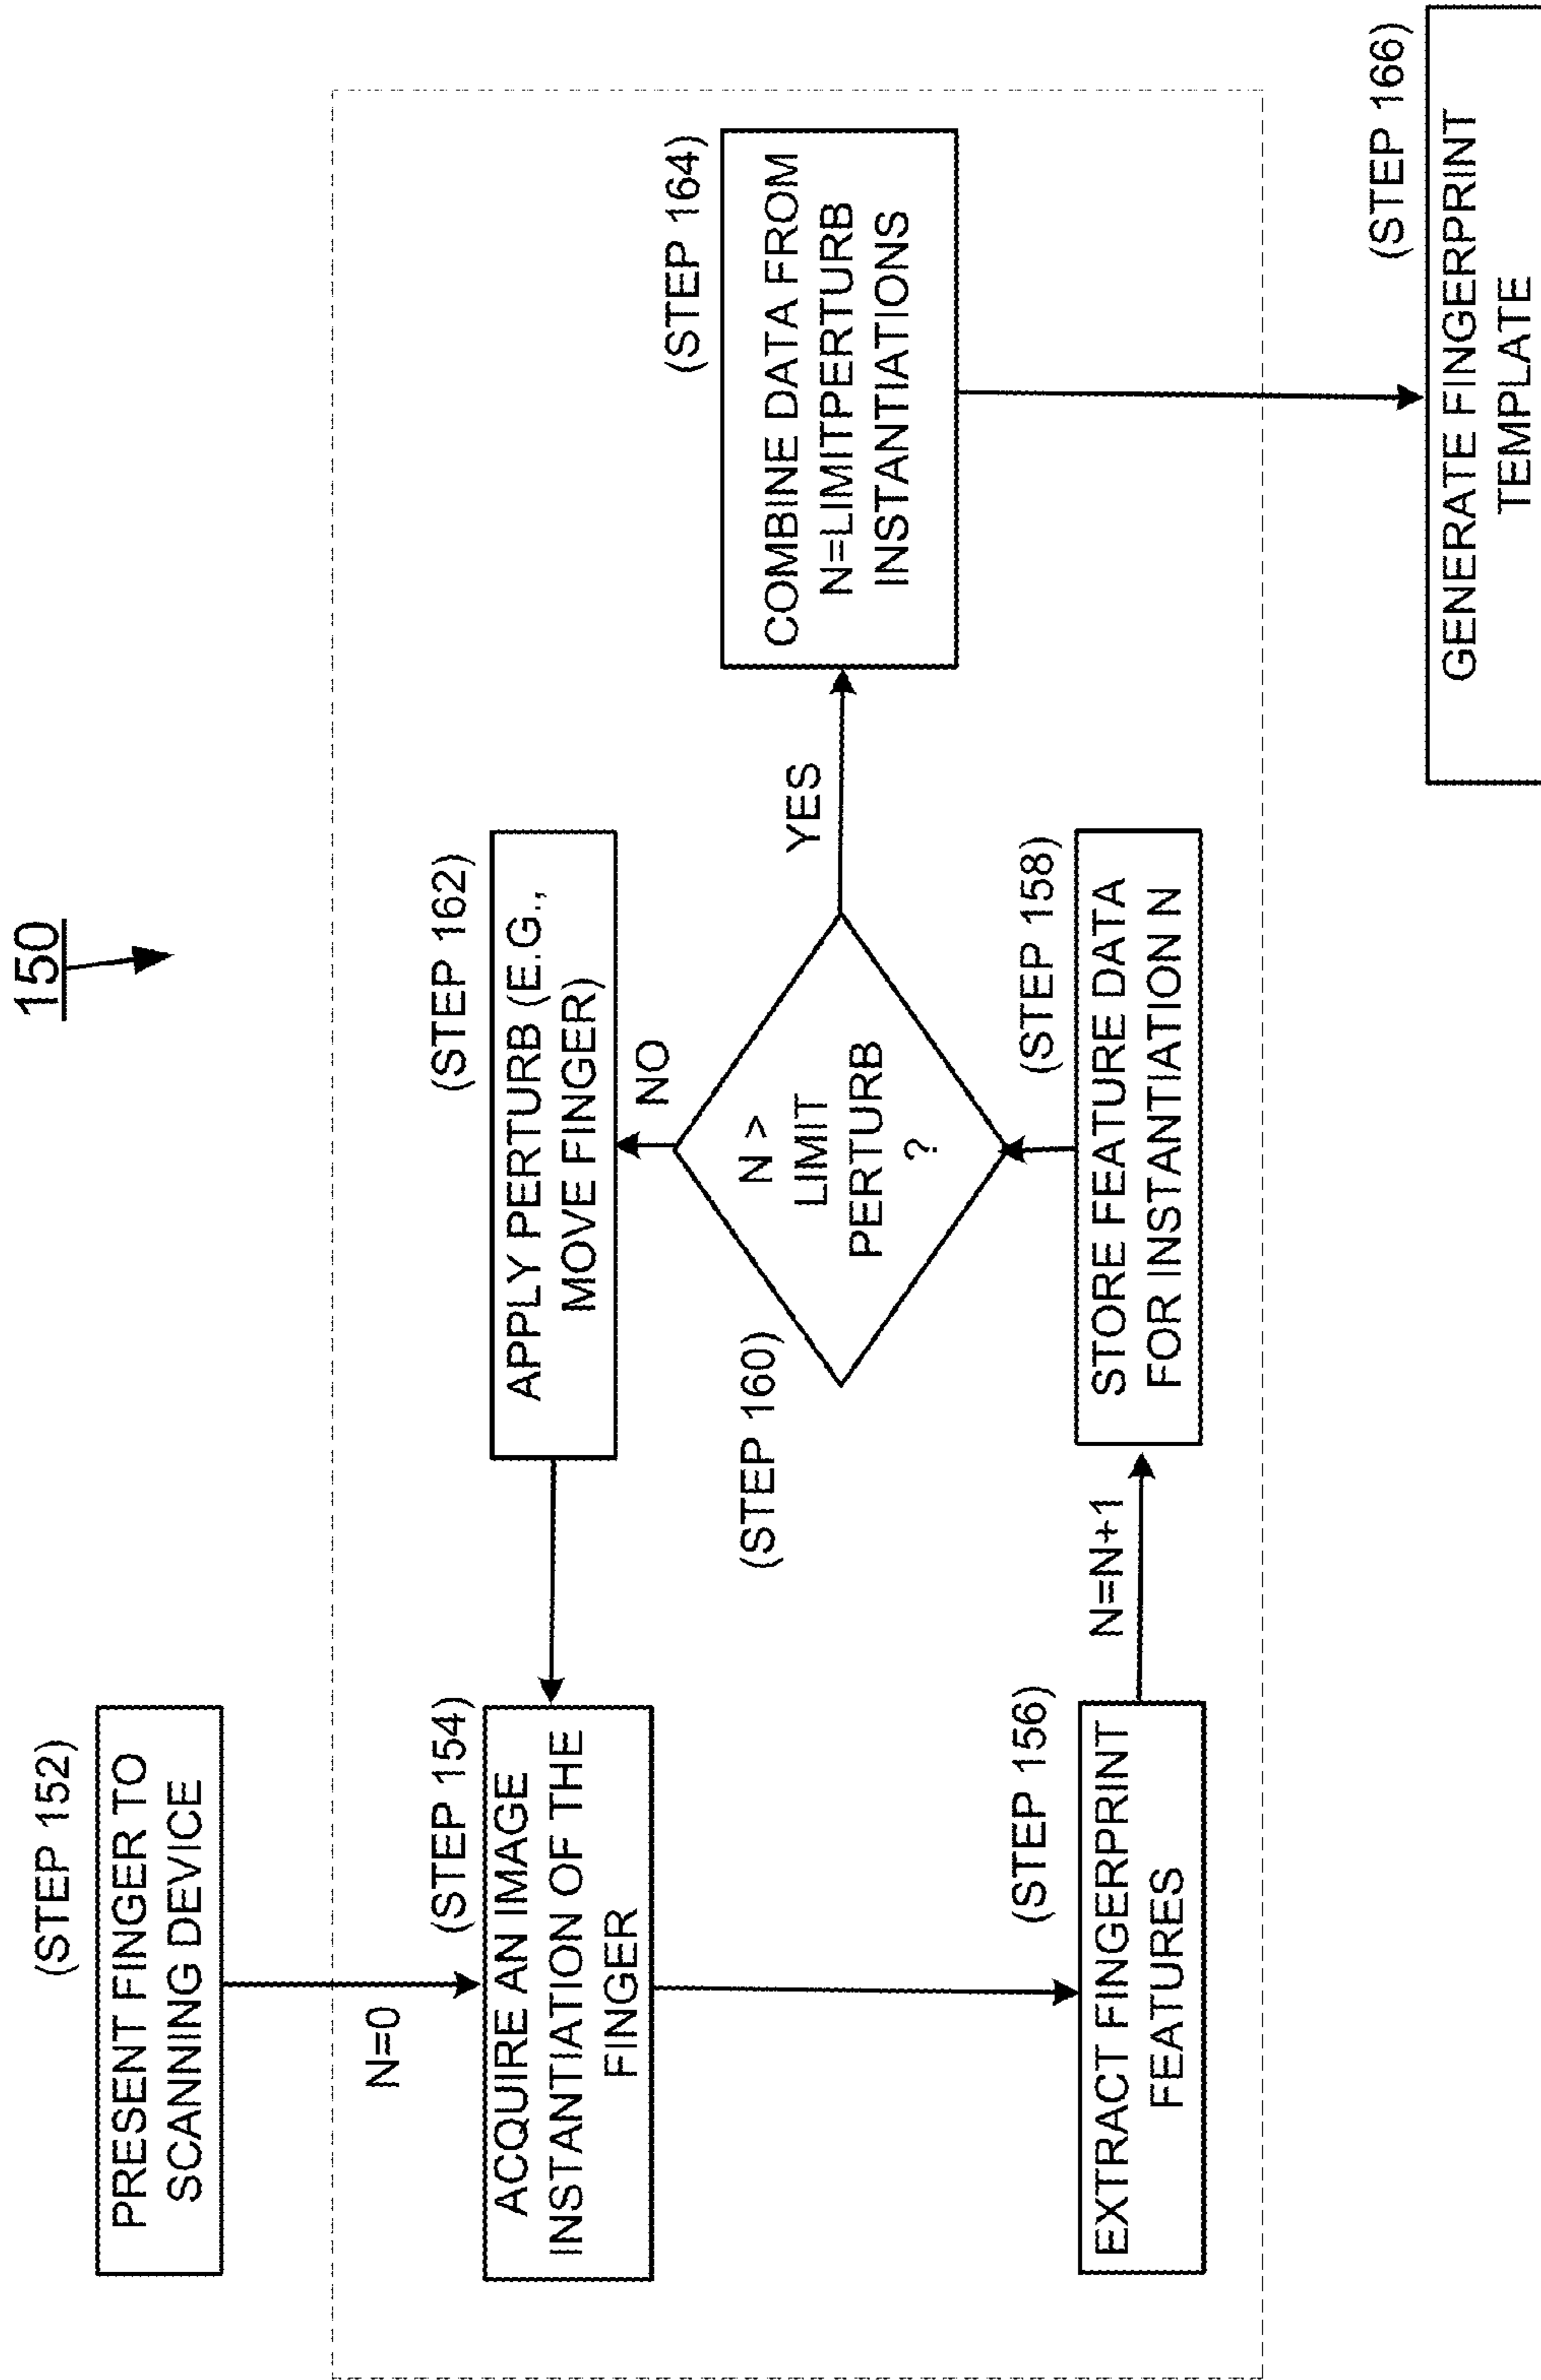 150
(STEP 152)
PRESENT FINGER TO
SCANNING DEVICE
N=0
(STEP 154)
ACQUIRE AN IMAGE
INSTANTIATION OF THE
FINGER
(STEP 156)
EXTRACT FINGERPRINT
FEATURES
N=N+1
(STEP 158)
STORE FEATURE DATA
FOR INSTANTIATION N
(STEP 160)
N >
LIMIT
PERTURB
?
NO
(STEP 162)
APPLY PERTURB (E.G.,
MOVE FINGER)
YES
(STEP 164)
COMBINE DATA FROM
N=LIMITPERTURB
INSTANTIATIONS
(STEP 166)
GENERATE FINGERPRINT
TEMPLATE